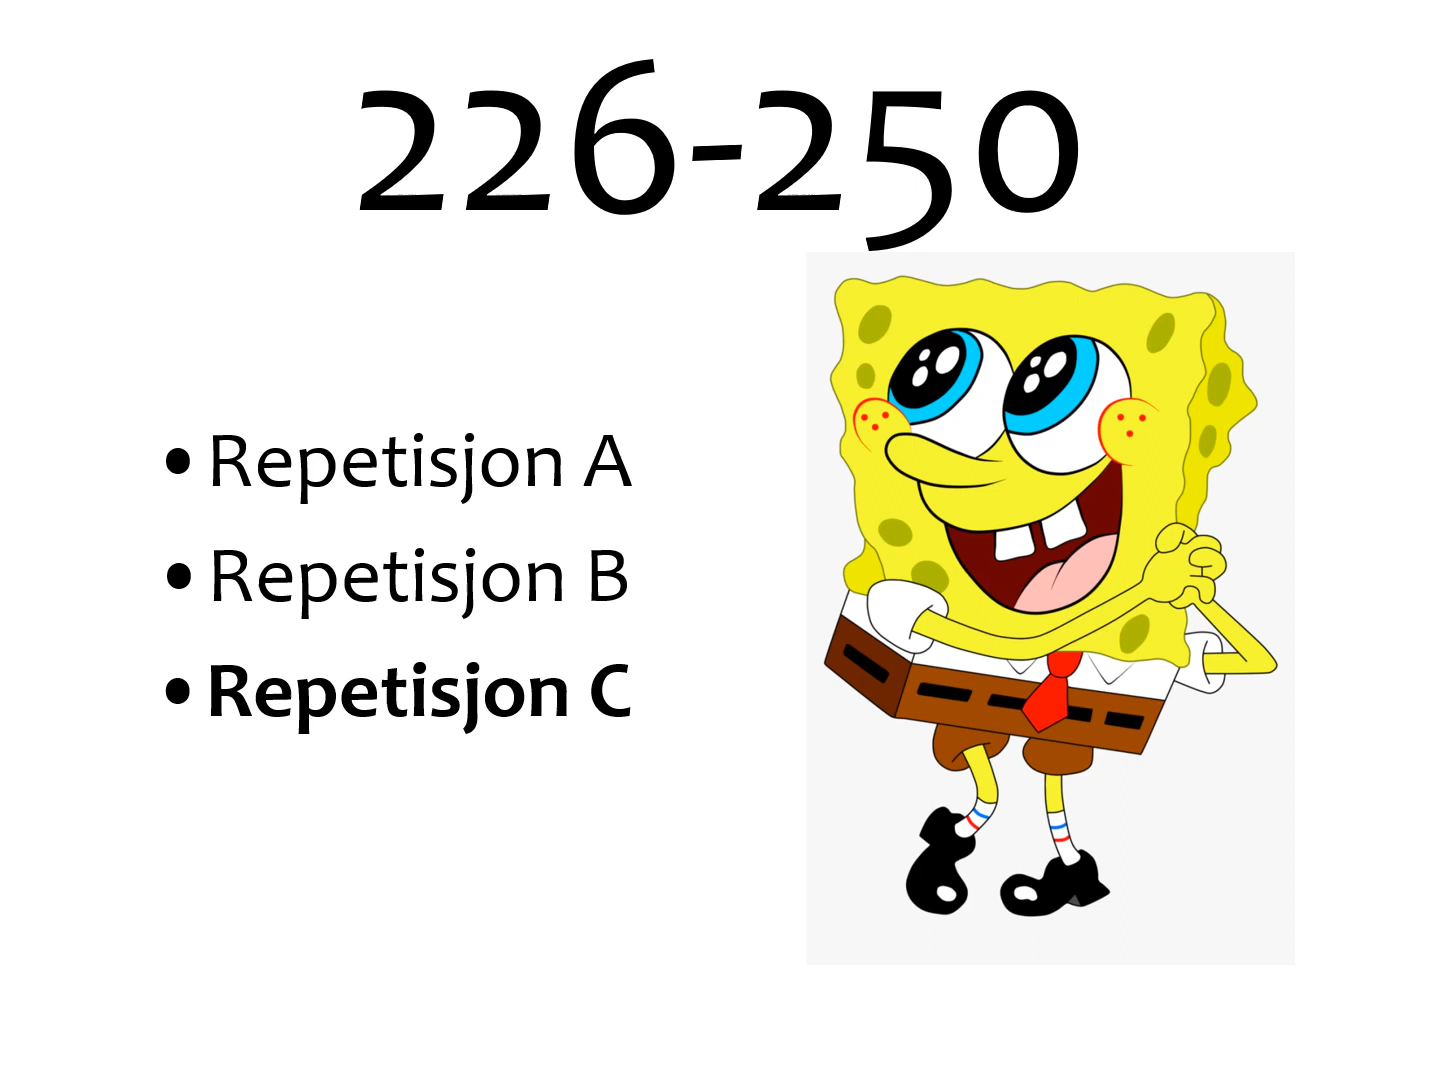 226-250
• Repetisjon A
• Repetisjon B
• Repetisjon C